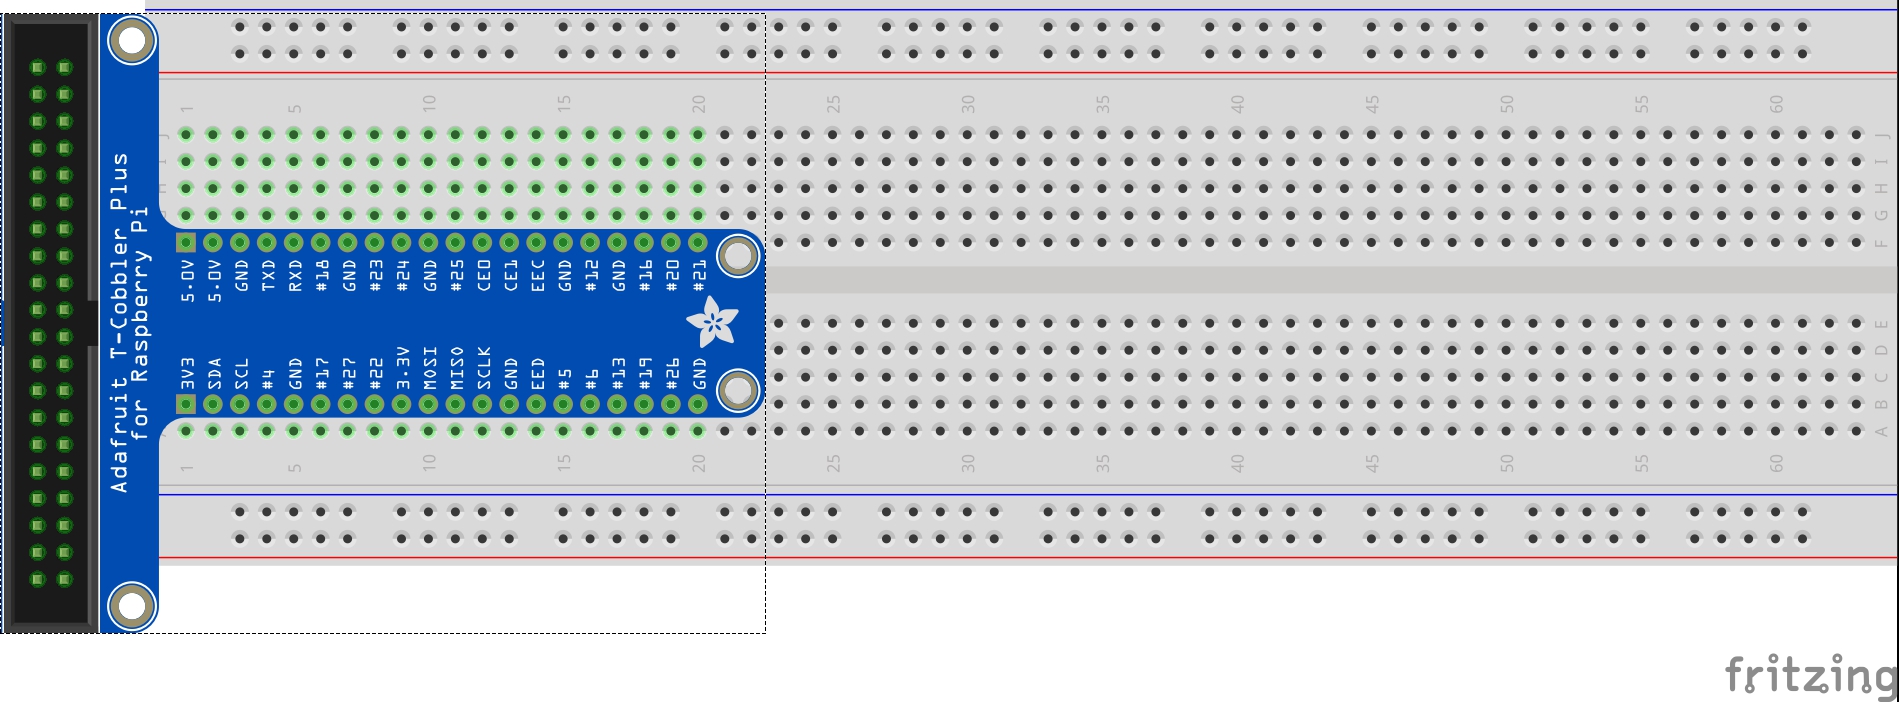 1 5 10 15 20 25 30 35 40 45 50 55 60
J
I
H
G
F
Adafruit T-Cobbler Plus
for Raspberry Pi
5.0V 5.0V GND TXD RXD #18 GND #23 #24 GND #25 CE0 CE1 EEC GND #12 GND #16 #20 #21
3V3 SDA SCL #4 GND #17 #27 #22 3.3V MOSI MISO SCLK GND EED #5 #6 #13 #19 #26 GND
E
D
C
B
A
1 5 10 15 20 25 30 35 40 45 50 55 60
fritzing